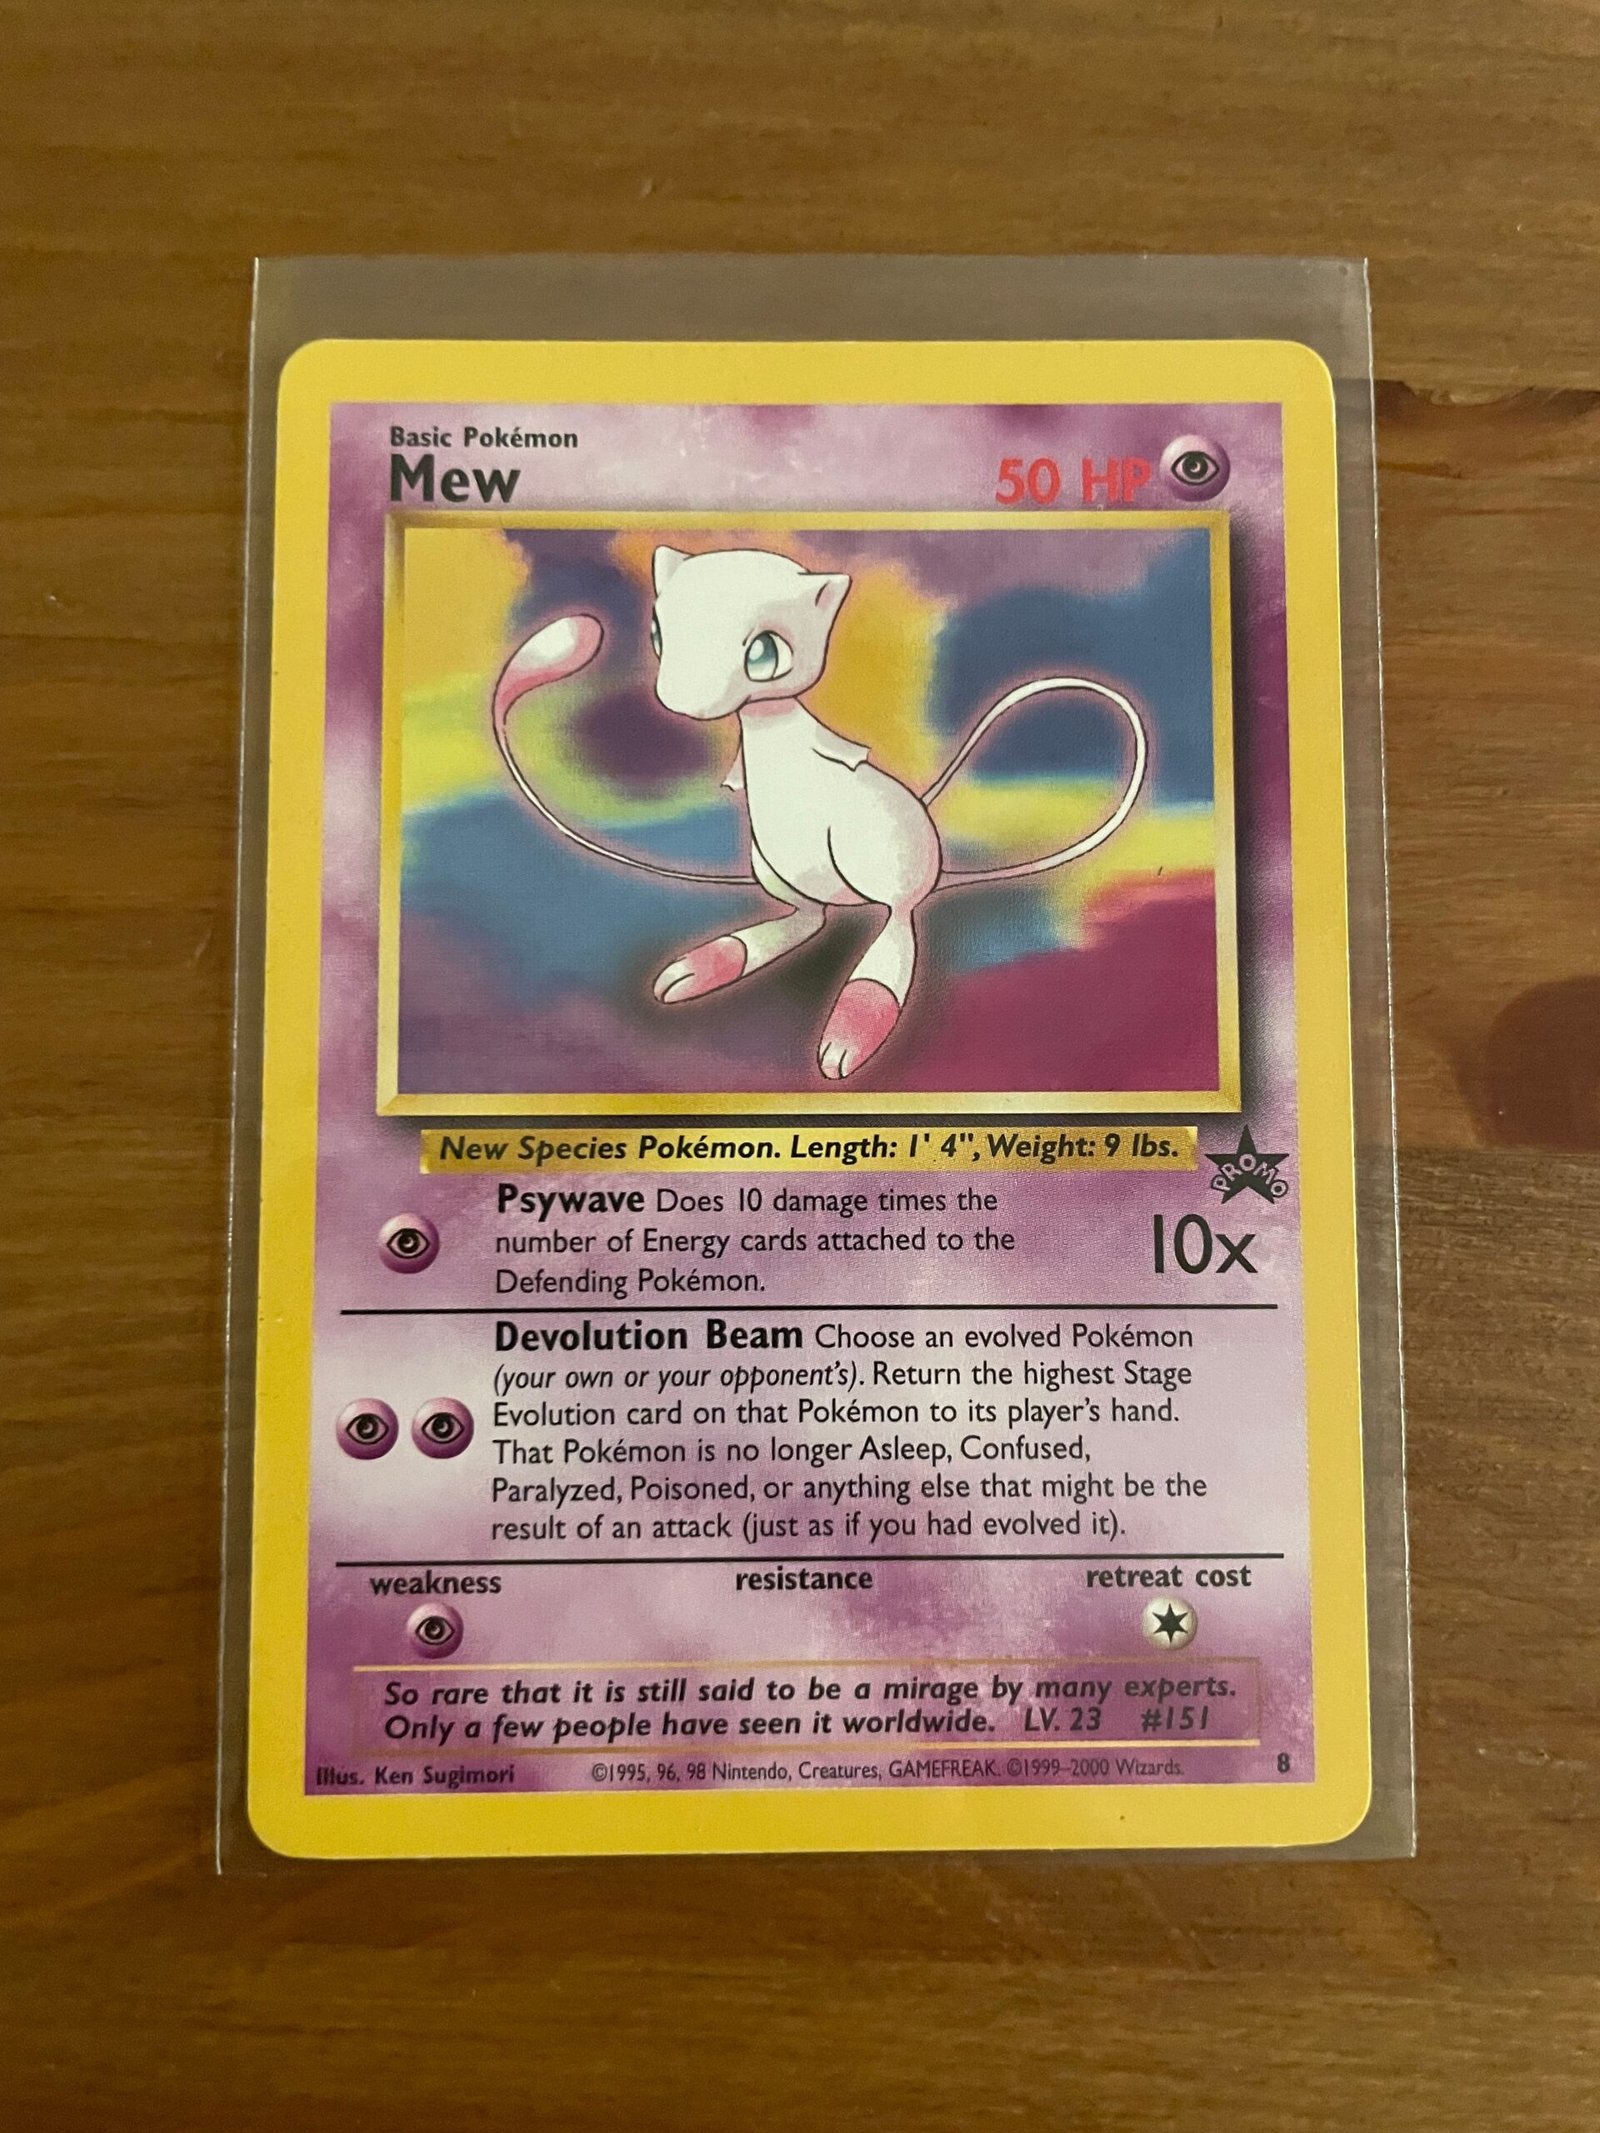 Basic Pokémon
Mew
50 HP
New Species Pokémon. Length: 1' 4", Weight: 9 lbs.
PROMO
Psywave Does 10 damage times the
number of Energy cards attached to the
Defending Pokémon.
10x
Devolution Beam Choose an evolved Pokémon
(your own or your opponent's). Return the highest Stage
Evolution card on that Pokémon to its player's hand.
That Pokémon is no longer Asleep, Confused,
Paralyzed, Poisoned, or anything else that might be the
result of an attack (just as if you had evolved it).
weakness resistance retreat cost
So rare that it is still said to be a mirage by many experts.
Only a few people have seen it worldwide. LV. 23 #151
Illus. Ken Sugimori ©1995, 96, 98 Nintendo, Creatures, GAMEFREAK. ©1999-2000 Wizards. 8